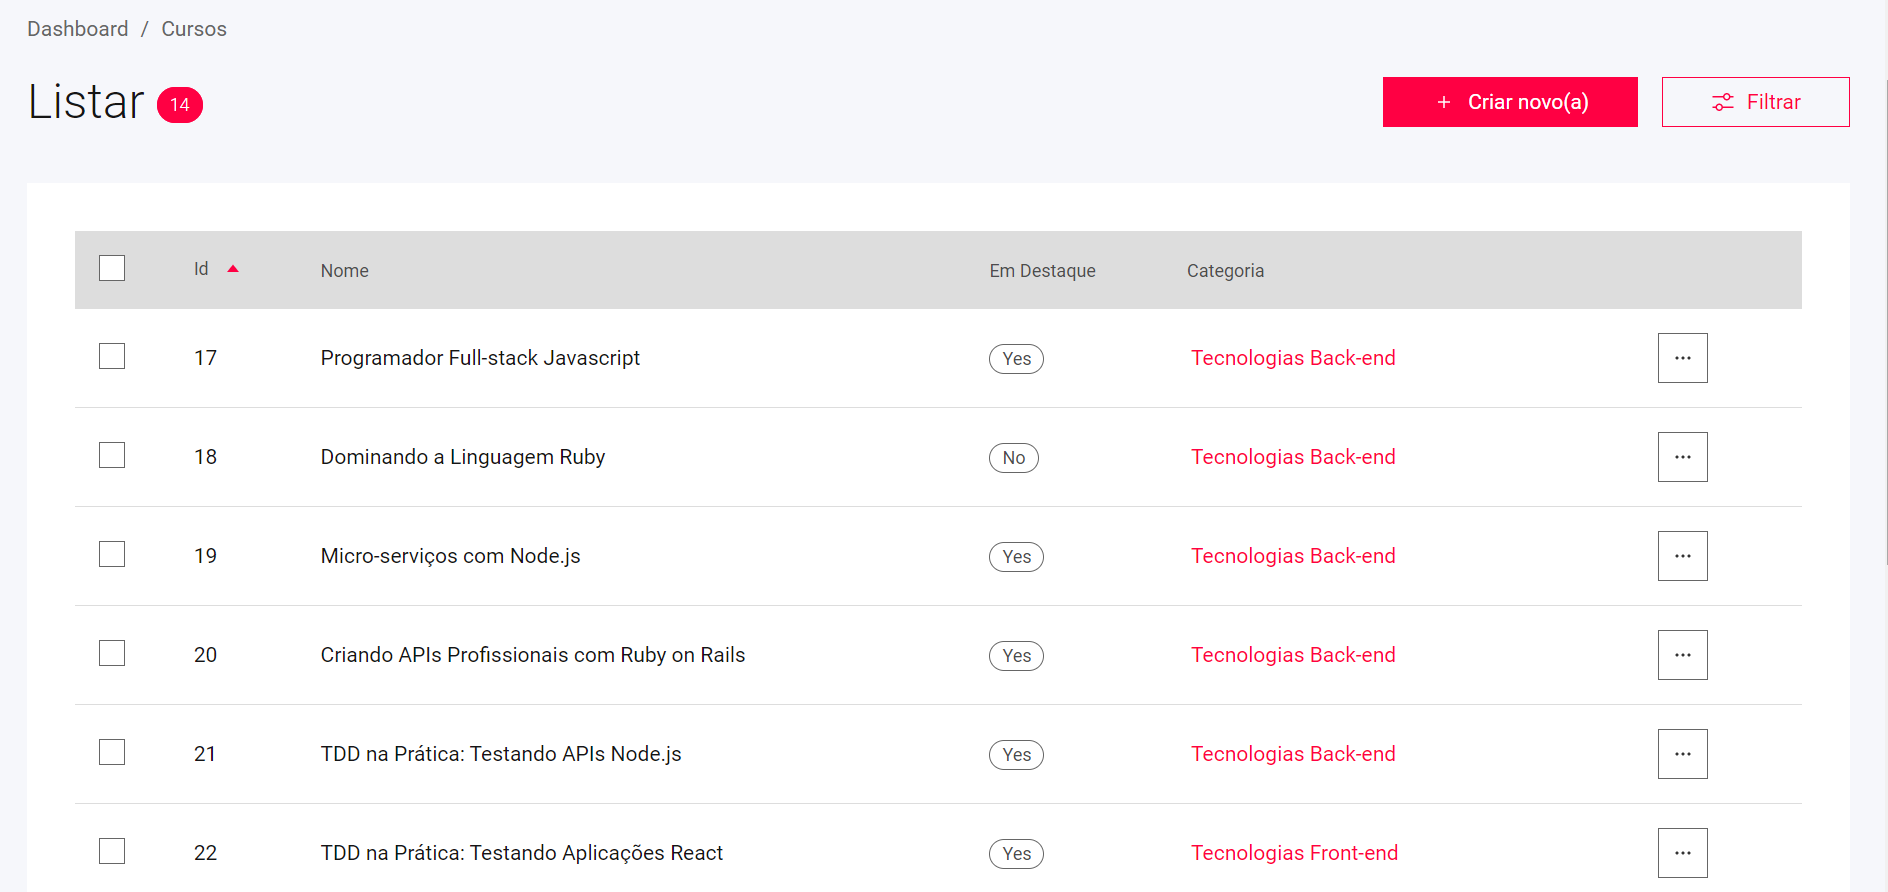 Dashboard / Cursos
Listar 14
+ Criar novo(a) Filtrar
Id Nome Em Destaque Categoria
17 Programador Full-stack Javascript Yes Tecnologias Back-end ...
18 Dominando a Linguagem Ruby No Tecnologias Back-end ...
19 Micro-serviços com Node.js Yes Tecnologias Back-end ...
20 Criando APIs Profissionais com Ruby on Rails Yes Tecnologias Back-end ...
21 TDD na Prática: Testando APIs Node.js Yes Tecnologias Back-end ...
22 TDD na Prática: Testando Aplicações React Yes Tecnologias Front-end ...